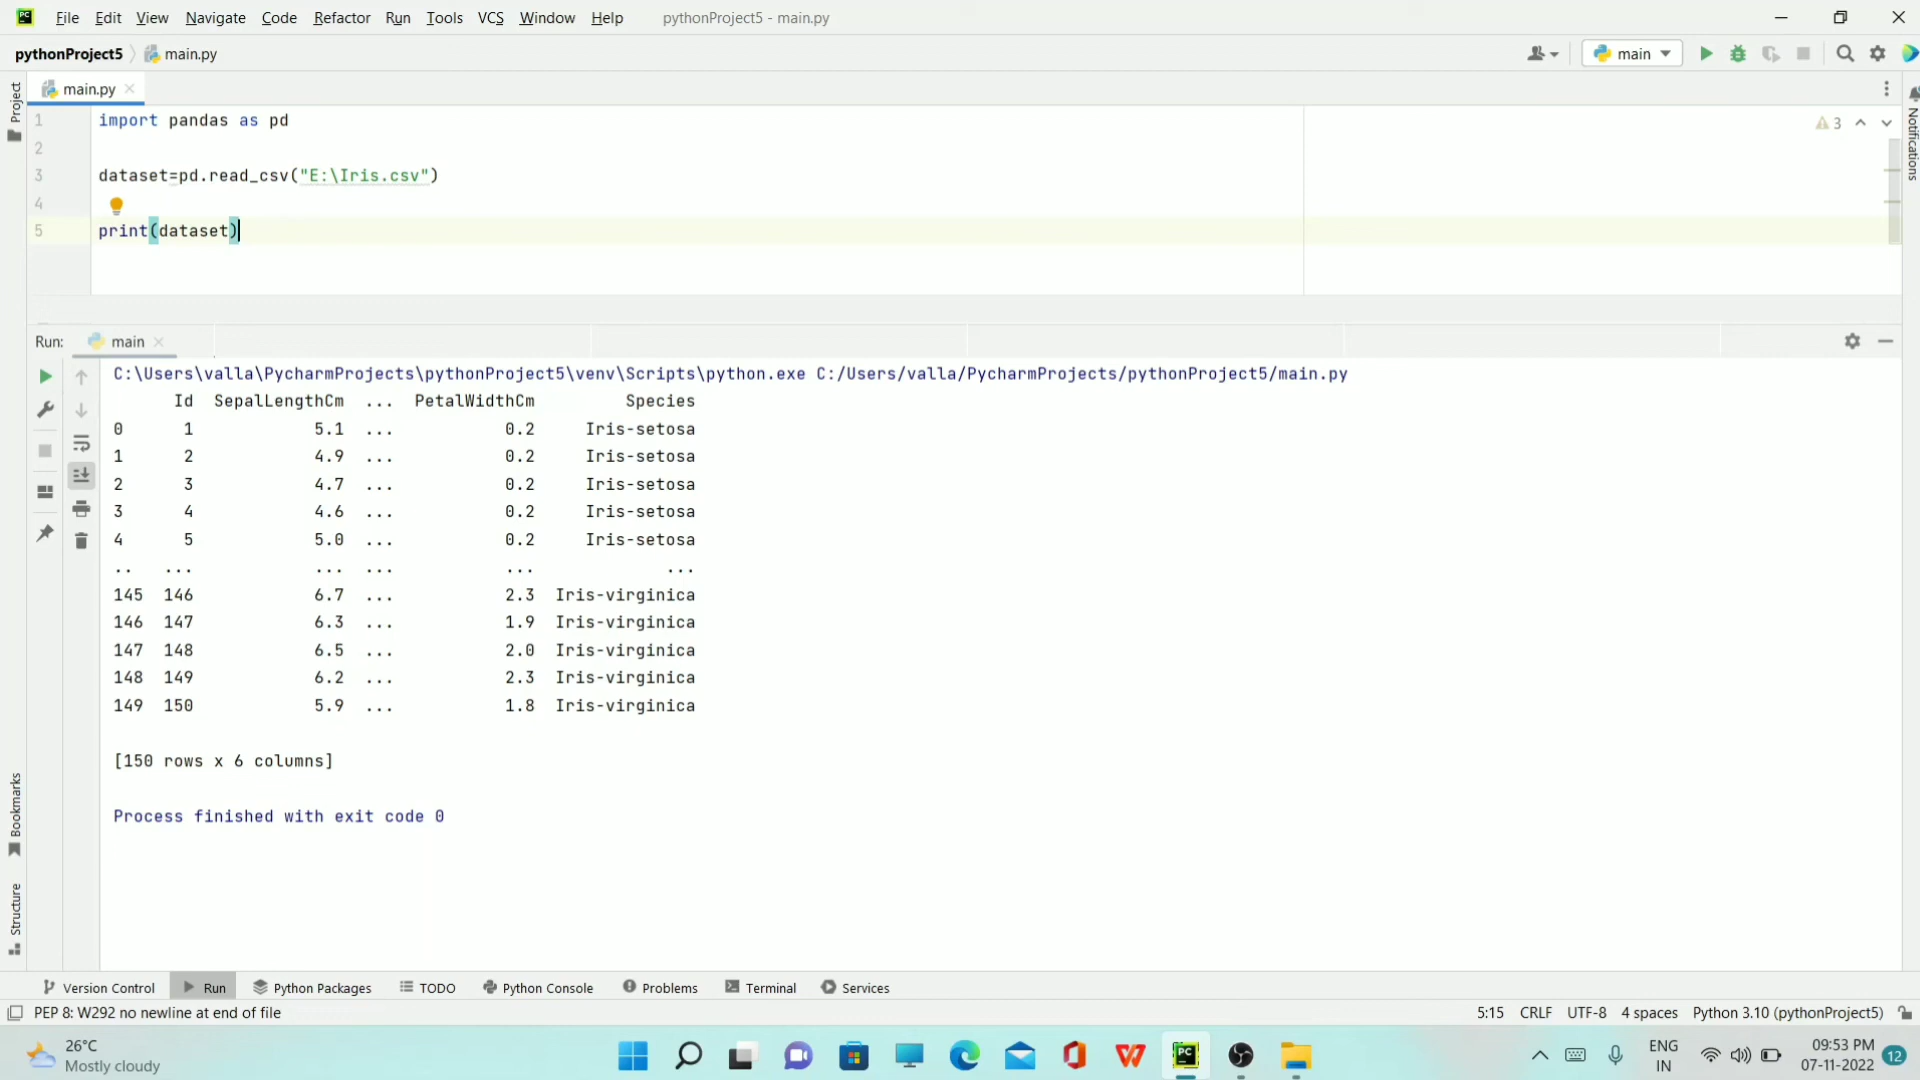 File Edit View Navigate Code Refactor Run Tools VCS Window Help pythonProject5 - main.py
pythonProject5 main.py main
Project
main.py
1 import pandas as pd
3
2
3 dataset=pd.read_csv("E:\Iris.csv")
4
5 print(dataset)
Notifications
Run: main
C:\Users\valla\PycharmProjects\pythonProject5\venv\Scripts\python.exe C:/Users/valla/PycharmProjects/pythonProject5/main.py
Id SepalLengthCm ... PetalWidthCm Species
0 1 5.1 ... 0.2 Iris-setosa
1 2 4.9 ... 0.2 Iris-setosa
2 3 4.7 ... 0.2 Iris-setosa
3 4 4.6 ... 0.2 Iris-setosa
4 5 5.0 ... 0.2 Iris-setosa
.. ... ... ... ... ...
145 146 6.7 ... 2.3 Iris-virginica
146 147 6.3 ... 1.9 Iris-virginica
147 148 6.5 ... 2.0 Iris-virginica
148 149 6.2 ... 2.3 Iris-virginica
149 150 5.9 ... 1.8 Iris-virginica
[150 rows x 6 columns]
Process finished with exit code 0
Bookmarks
Structure
Version Control Run Python Packages TODO Python Console Problems Terminal Services
PEP 8: W292 no newline at end of file 5:15 CRLF UTF-8 4 spaces Python 3.10 (pythonProject5)
26°C
Mostly cloudy
ENG
IN
09:53 PM
07-11-2022
12